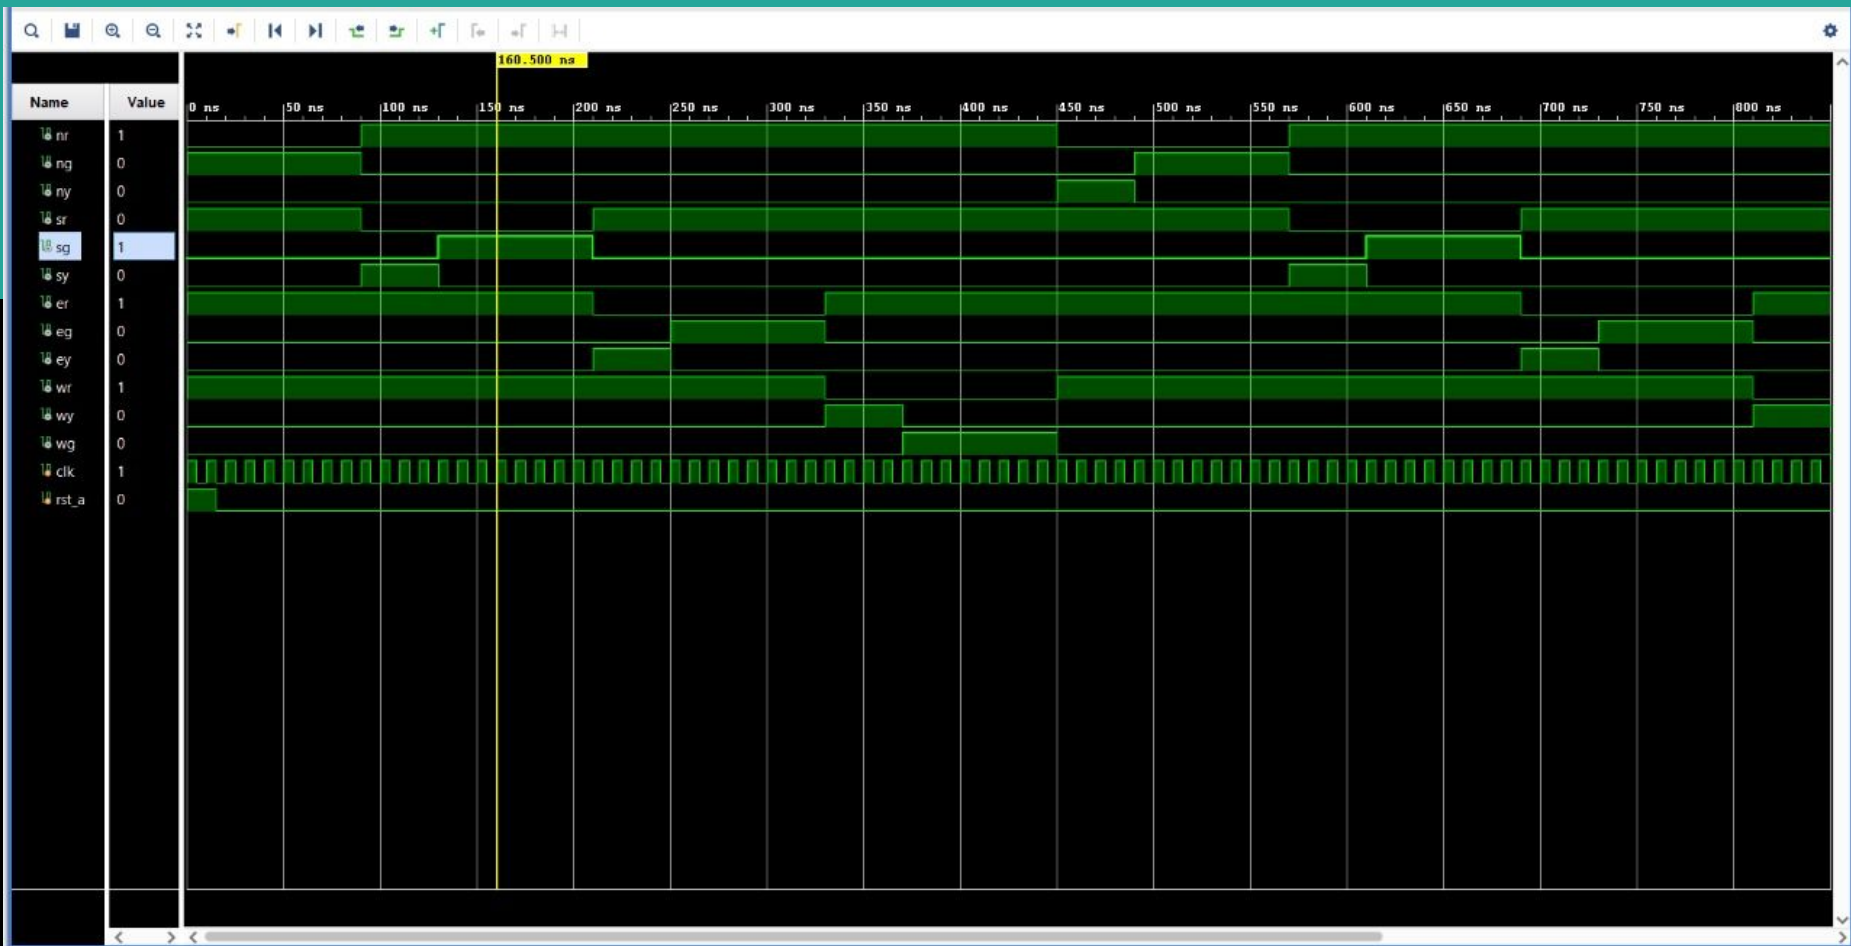 160.500 ns
Name Value 0 ns 50 ns 100 ns 150 ns 200 ns 250 ns 300 ns 350 ns 400 ns 450 ns 500 ns 550 ns 600 ns 650 ns 700 ns 750 ns 800 ns
nr 1
ng 0
ny 0
sr 0
sg 1
sy 0
er 1
eg 0
ey 0
wr 1
wy 0
wg 0
clk 1
rst_a 0